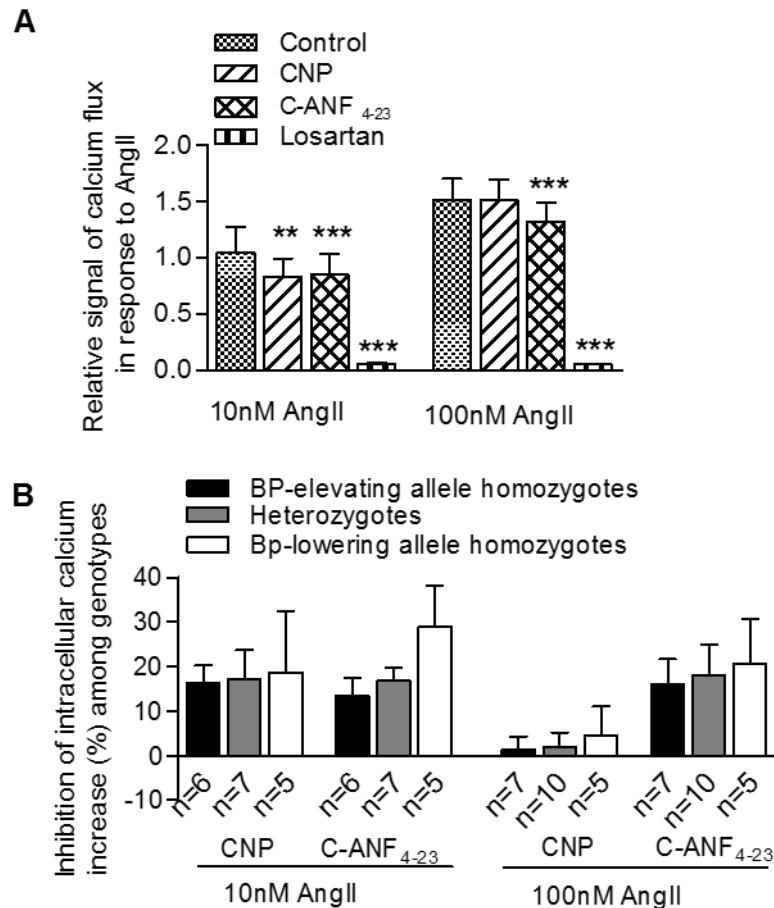 A
Control
CNP
C-ANF 4-23
Losartan
Relative signal of calcium flux
in response to AngII
2.0
1.5
1.0
0.5
0.0
** *** ***
*** ***
10nM AngII 100nM AngII
B
BP-elevating allele homozygotes
Heterozygotes
Bp-lowering allele homozygotes
Inhibition of intracellular calcium
increase (%) among genotypes
40
30
20
10
0
-10
n=6 n=7 n=5 n=6 n=7 n=5 n=7 n=10 n=5 n=7 n=10 n=5
CNP C-ANF4-23 CNP C-ANF4-23
10nM AngII 100nM AngII